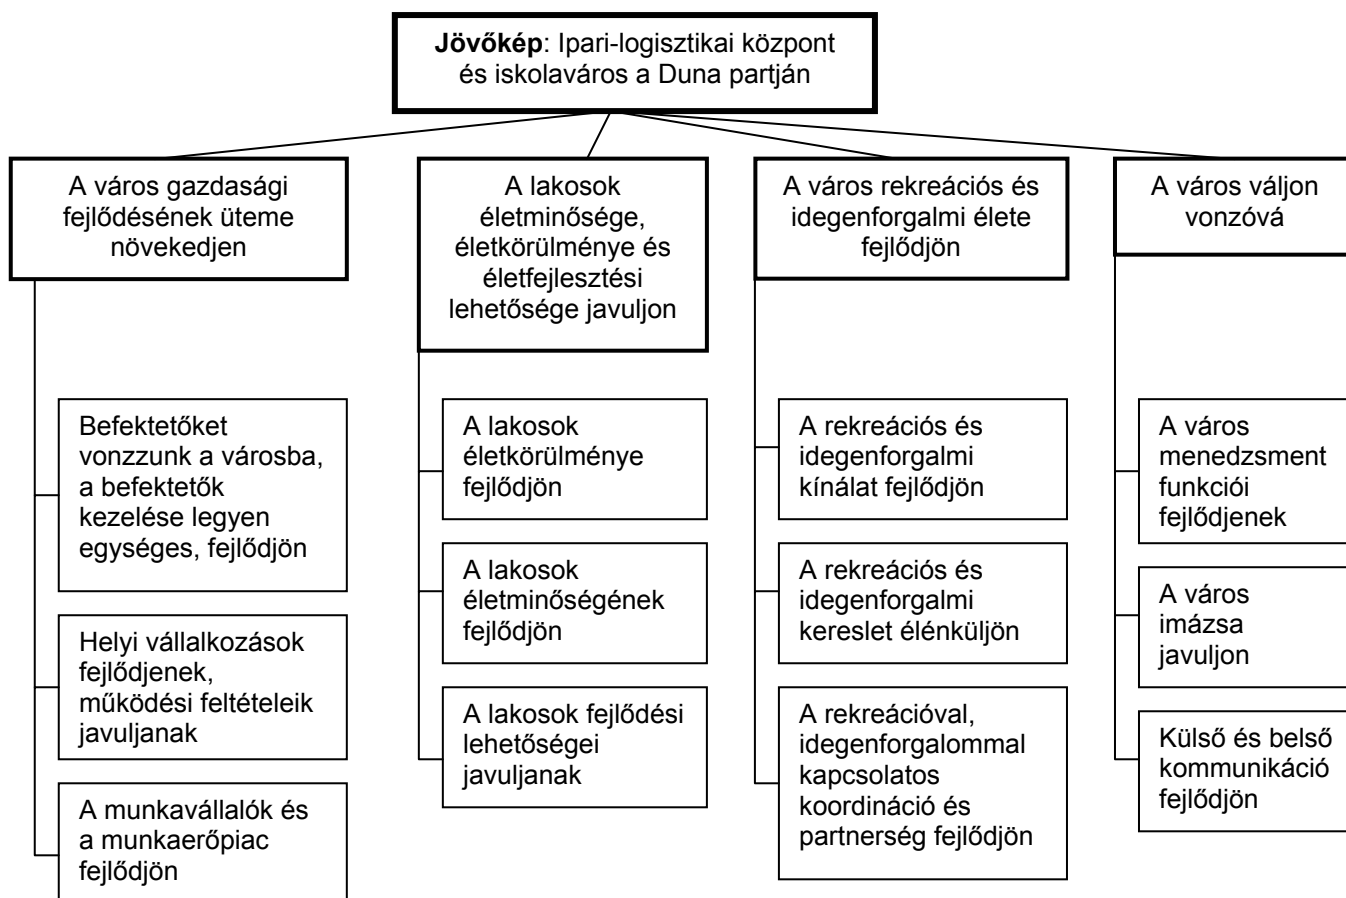 Jövőkép: Ipari-logisztikai központ
és iskolaváros a Duna partján
A város gazdasági
fejlődésének üteme
növekedjen
Befektetőket
vonzzunk a városba,
a befektetők
kezelése legyen
egységes, fejlődjön
Helyi vállalkozások
fejlődjenek,
működési feltételeik
javuljanak
A munkavállalók és
a munkaerőpiac
fejlődjön
A lakosok
életminősége,
életkörülménye és
életfejlesztési
lehetősége javuljon
A lakosok
életkörülménye
fejlődjön
A lakosok
életminőségének
fejlődjön
A lakosok fejlődési
lehetőségei
javuljanak
A város rekreációs és
idegenforgalmi élete
fejlődjön
A rekreációs és
idegenforgalmi
kínálat fejlődjön
A rekreációs és
idegenforgalmi
kereslet élénküljön
A rekreációval,
idegenforgalommal
kapcsolatos
koordináció és
partnerség fejlődjön
A város váljon
vonzóvá
A város
menedzsment
funkciói
fejlődjenek
A város
imázsa
javuljon
Külső és belső
kommunikáció
fejlődjön